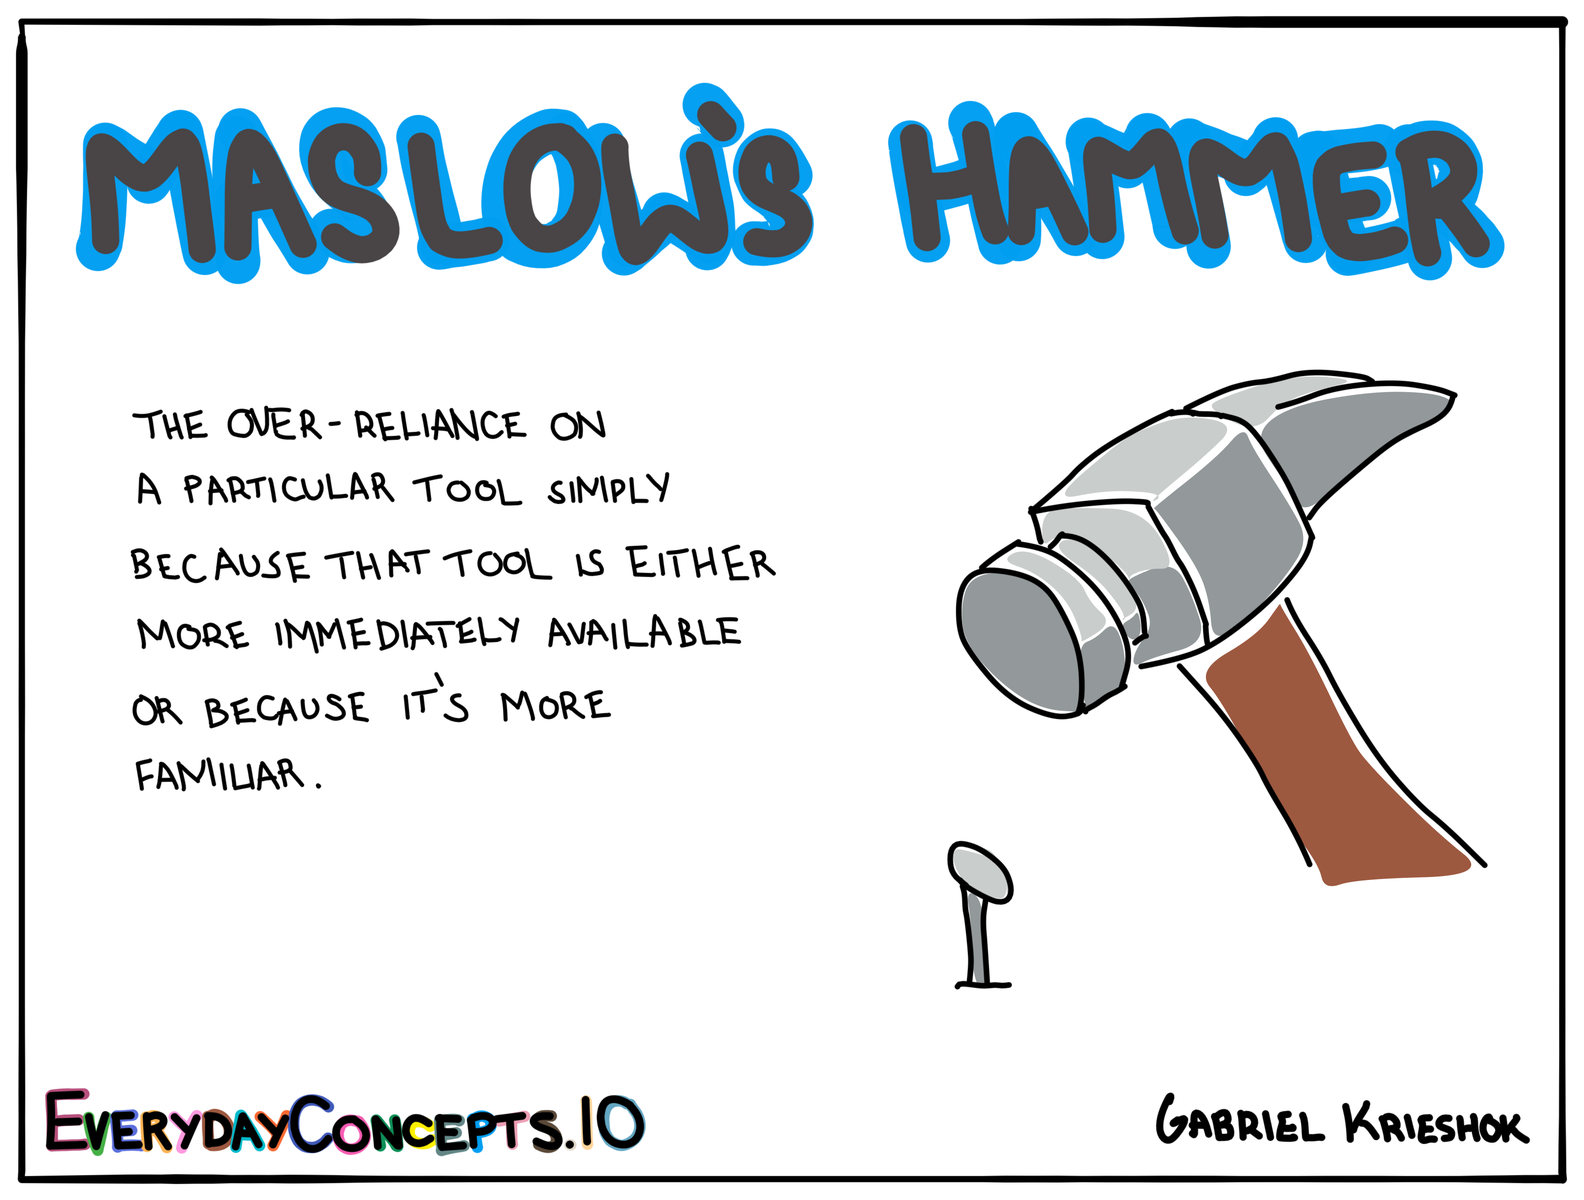 MASLOW'S HAMMER
THE OVER-RELIANCE ON
A PARTICULAR TOOL SIMPLY
BECAUSE THAT TOOL IS EITHER
MORE IMMEDIATELY AVAILABLE
OR BECAUSE IT'S MORE
FAMILIAR.
EVERYDAYCONCEPTS.IO
GABRIEL KRIESHOK